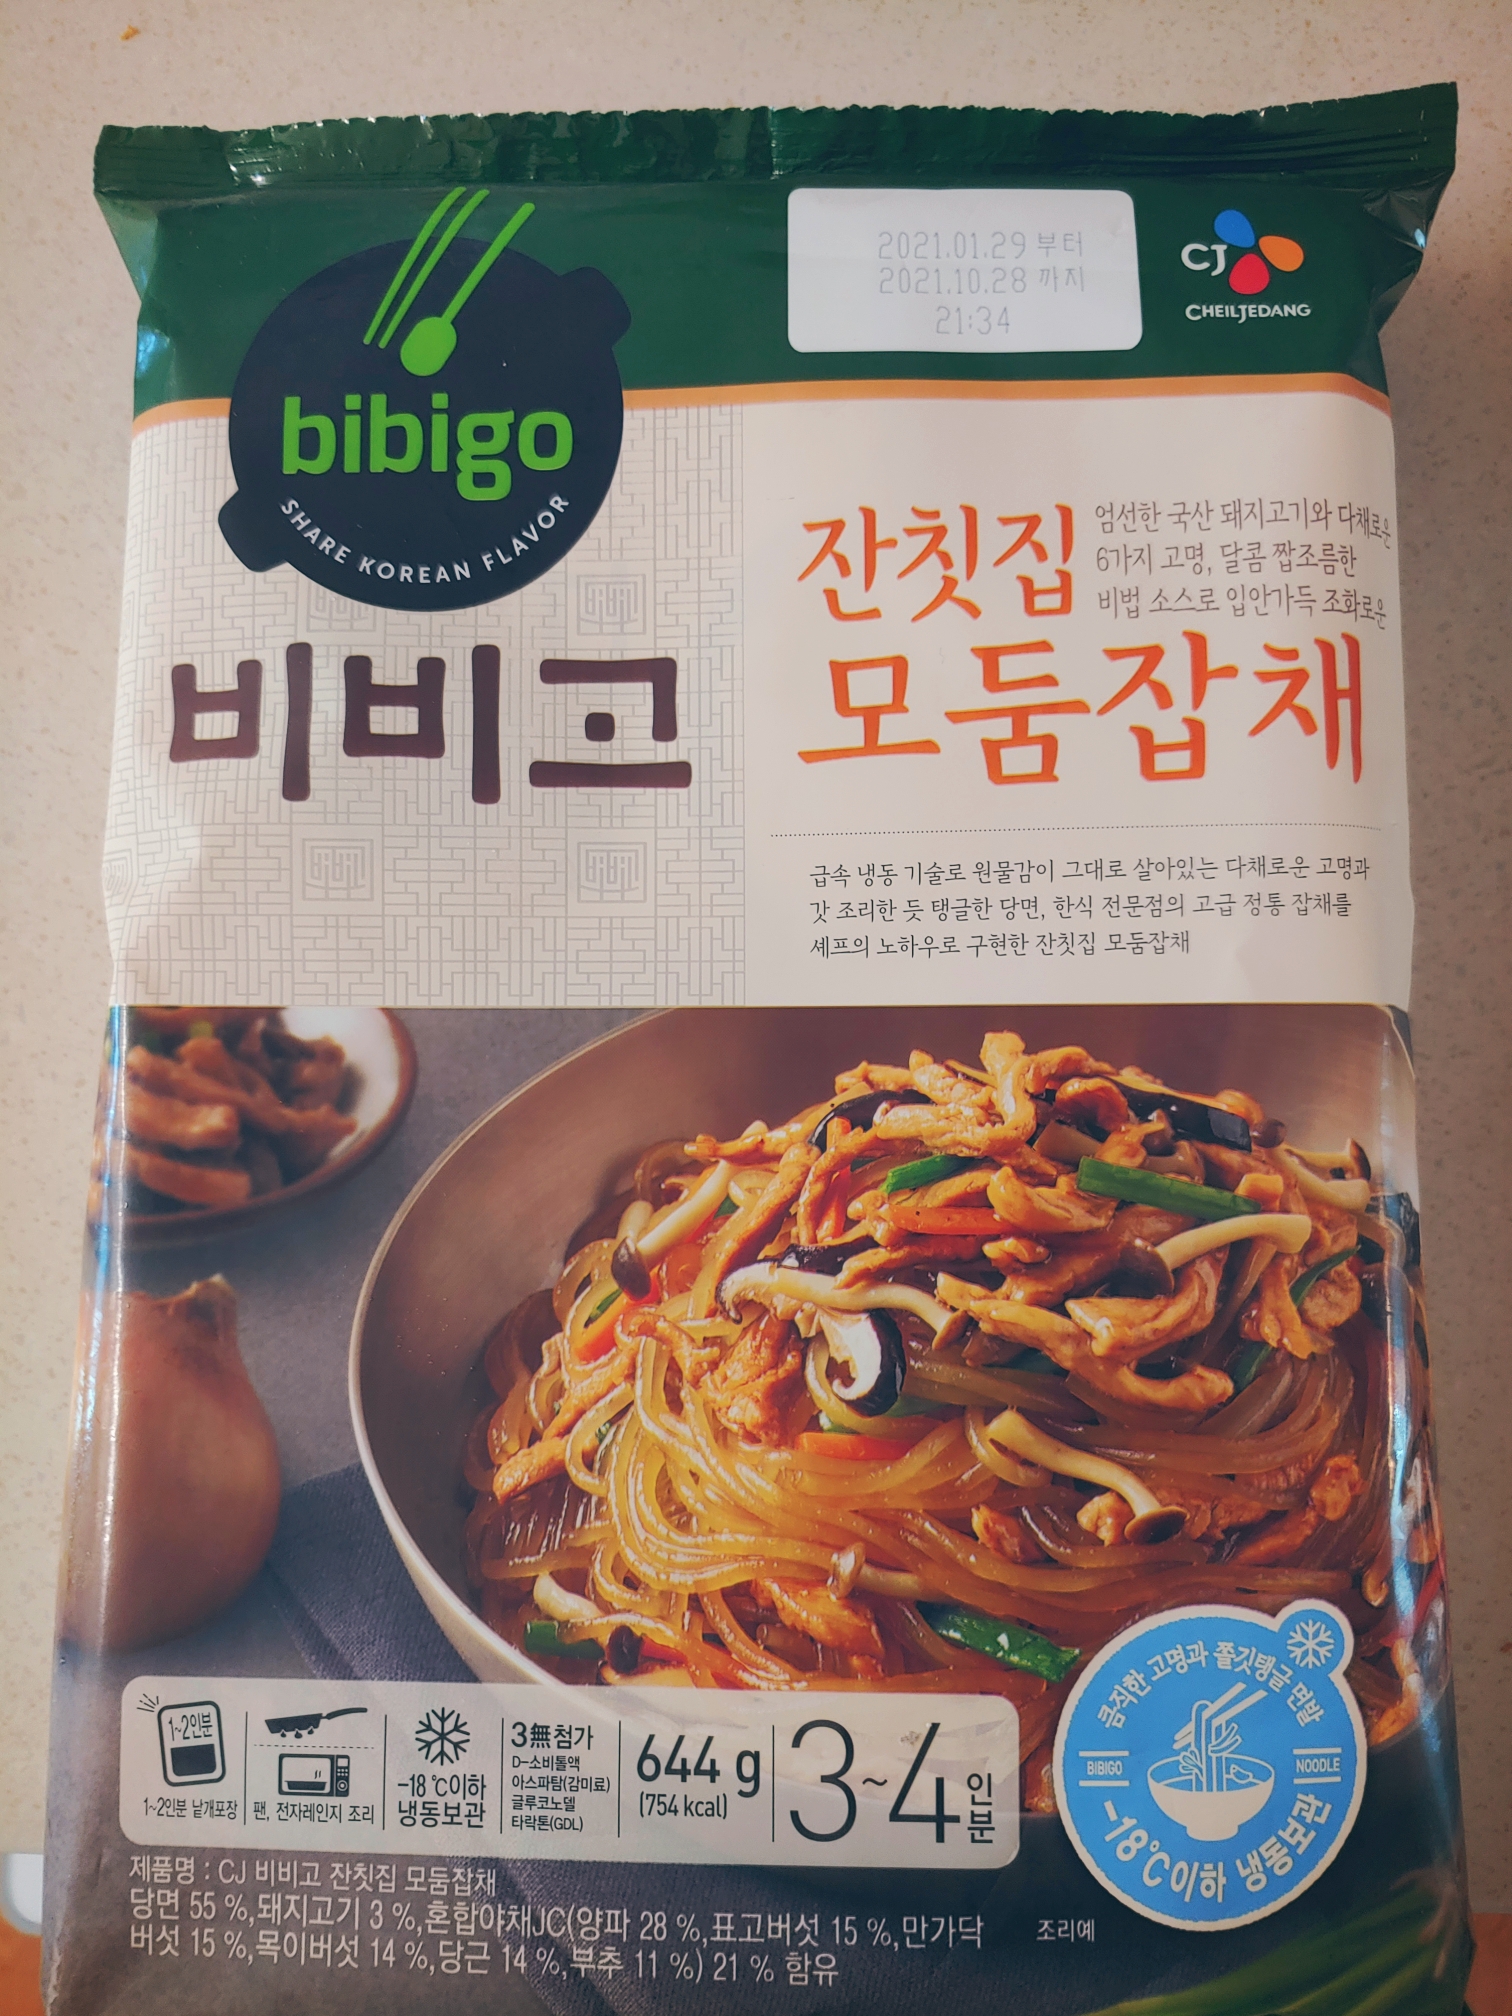 bibigo
SHARE KOREAN FLAVOR
비비고
2021.01.29 부터
2021.10.28 까지
21:34
CJ
CHEILJEDANG
잔칫집
엄선한 국산 돼지고기와 다채로운
6가지 고명, 달콤 짭조름한
비법 소스로 입안가득 조화로운
모둠잡채
급속 냉동 기술로 원물감이 그대로 살아있는 다채로운 고명과
갓 조리한 듯 탱글한 당면, 한식 전문점의 고급 정통 잡채를
셰프의 노하우로 구현한 잔칫집 모둠잡채
1~2인분
1~2인분 낱개포장
팬, 전자레인지 조리
-18 ℃이하
냉동보관
3無첨가
D-소비톨액
아스파탐(감미료)
글루코노델
타락톤(GDL)
644 g
(754 kcal)
3~4인분
큼직한 고명과 쫄깃탱글 면발
BIBIGO
NOODLE
-18℃이하 냉동보관
제품명 : CJ 비비고 잔칫집 모둠잡채
당면 55 %,돼지고기 3 %,혼합야채JC(양파 28 %,표고버섯 15 %,만가닥
버섯 15 %,목이버섯 14 %,당근 14 %,부추 11 %) 21 % 함유
조리예